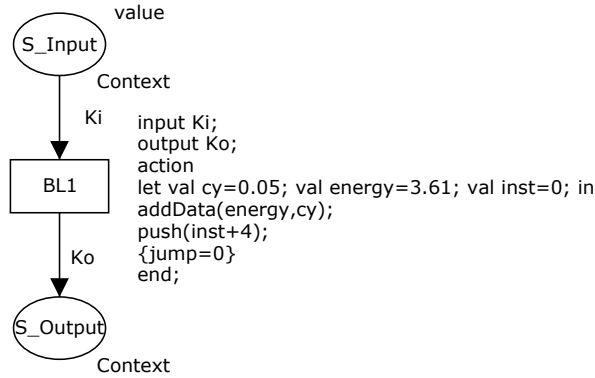 value
S_Input
Context
Ki
input Ki;
output Ko;
action
BL1
let val cy=0.05; val energy=3.61; val inst=0; in
addData(energy,cy);
push(inst+4);
Ko
{jump=0}
end;
S_Output
Context